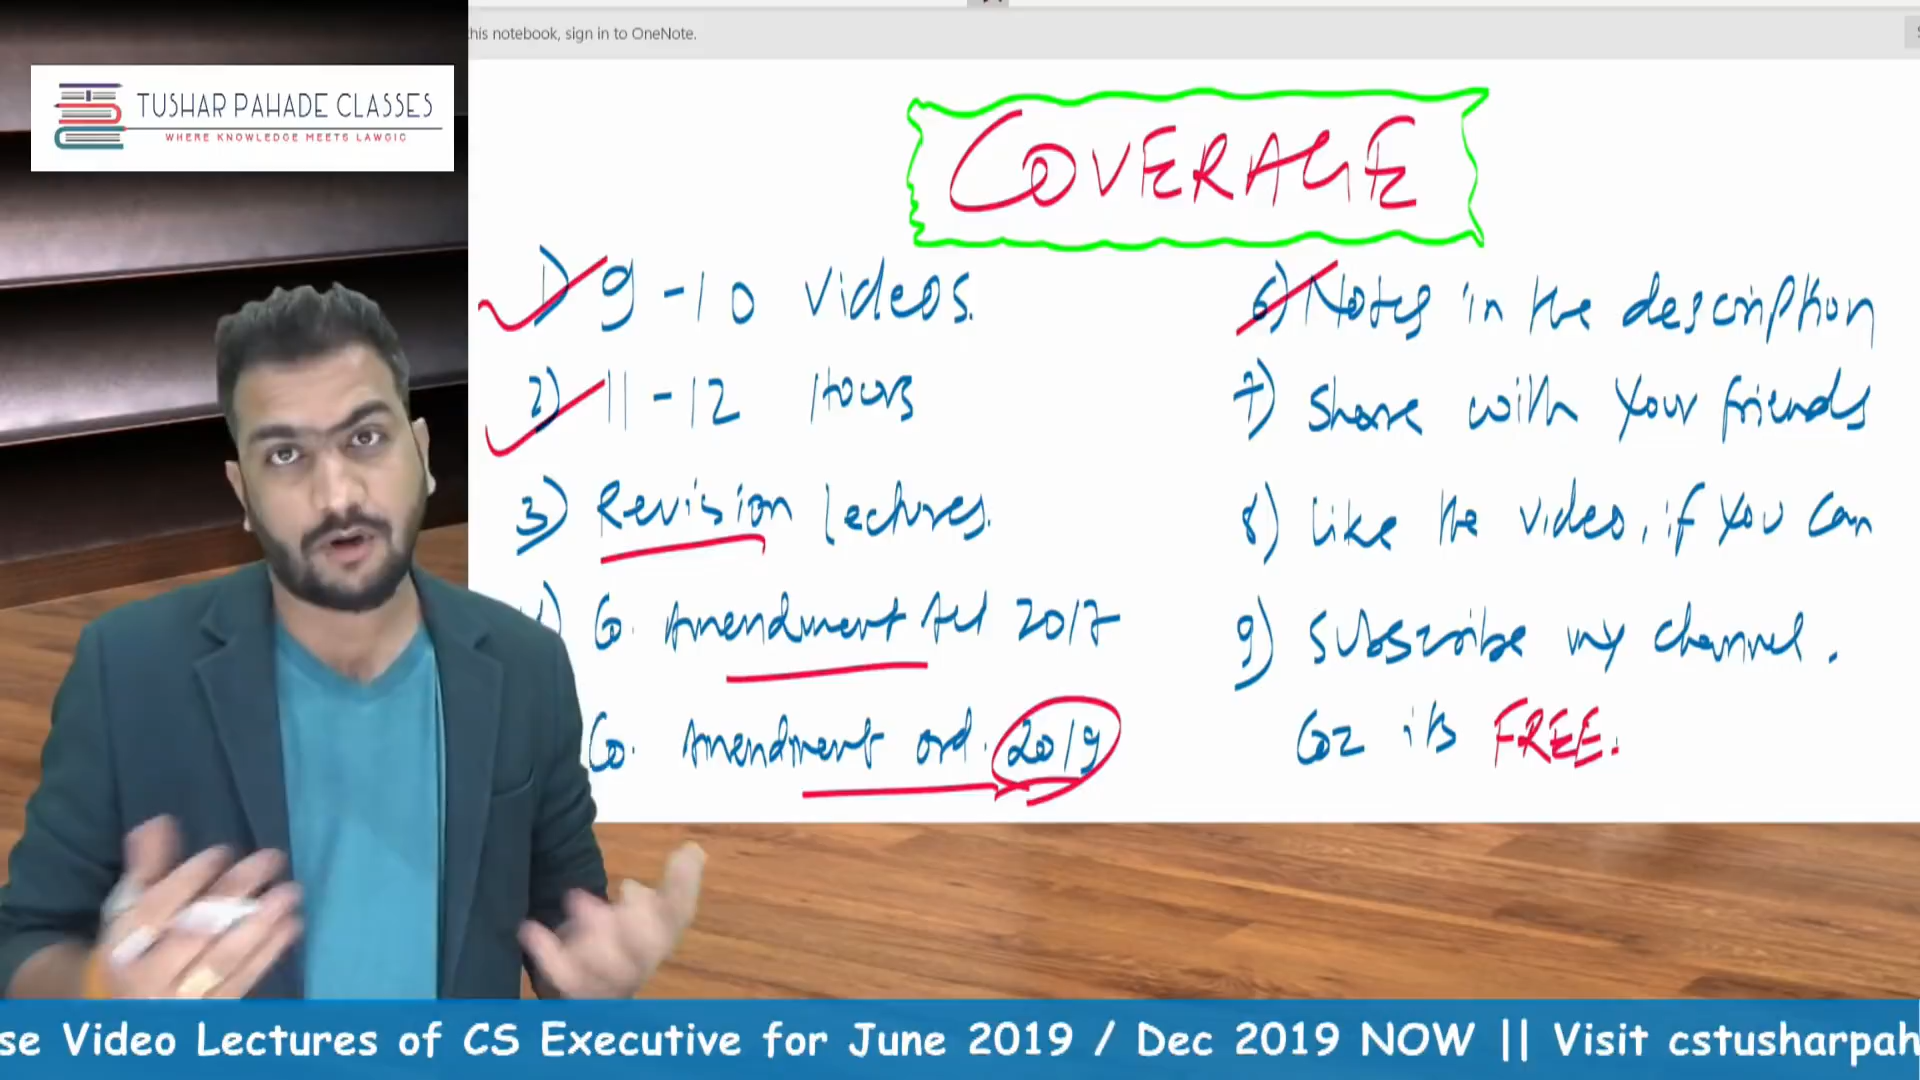 this notebook, sign in to OneNote.
TUSHAR PAHADE CLASSES
WHERE KNOWLEDGE MEETS LAWGIC
COVERAGE
1) 9-10 Videos.
2) 11-12 Hours
3) Revision lectures.
4) Co. Amendment Act 2017
Co. Amendment ord. 2019
6) Notes in the description
7) Share with Your friends
8) Like the video, if You Can
9) Subscribe my channel.
Coz its FREE.
se Video Lectures of CS Executive for June 2019 / Dec 2019 NOW || Visit cstusharpah